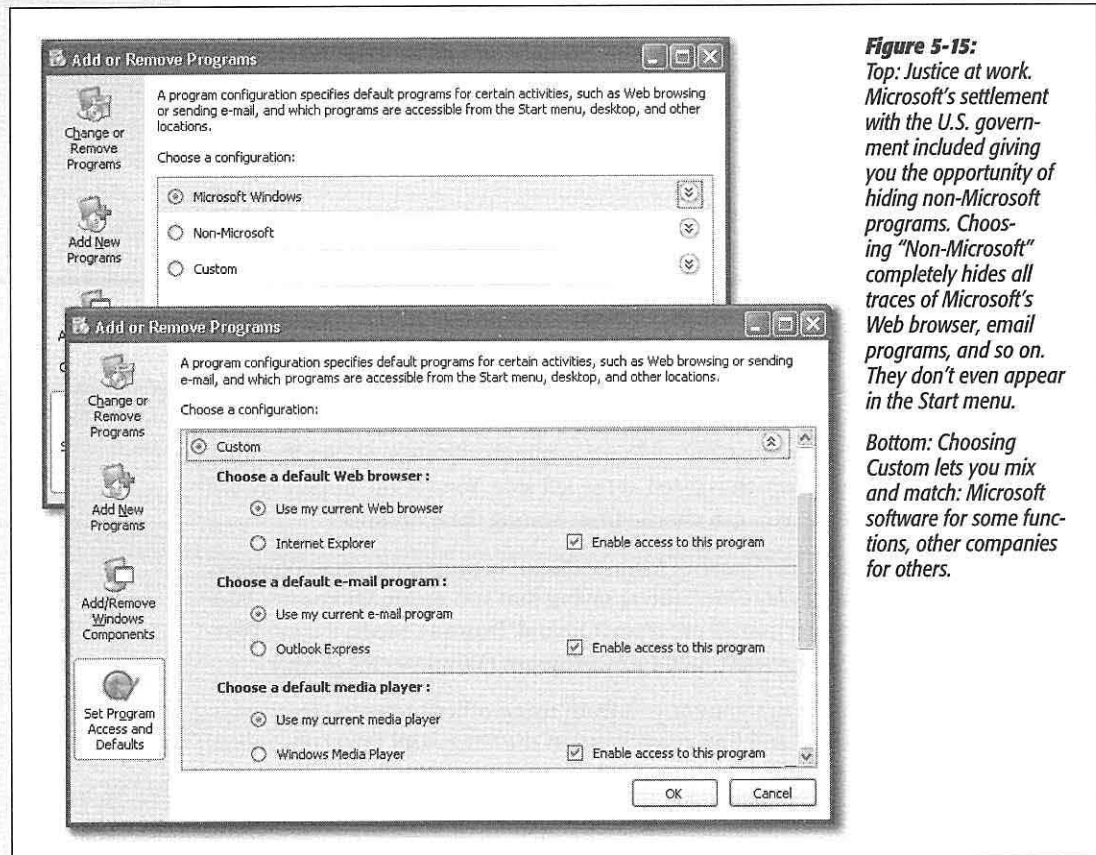 Add or Remove Programs
Change or
Remove
Programs
Add New
Programs
A program configuration specifies default programs for certain activities, such as Web browsing
or sending e-mail, and which programs are accessible from the Start menu, desktop, and other
locations.
Choose a configuration:
Microsoft Windows
Non-Microsoft
Custom
Add or Remove Programs
Change or
Remove
Programs
Add New
Programs
Add/Remove
Windows
Components
Set Program
Access and
Defaults
A program configuration specifies default programs for certain activities, such as Web browsing or sending
e-mail, and which programs are accessible from the Start menu, desktop, and other locations.
Choose a configuration:
Custom
Choose a default Web browser :
Use my current Web browser
Internet Explorer
Enable access to this program
Choose a default e-mail program :
Use my current e-mail program
Outlook Express
Enable access to this program
Choose a default media player :
Use my current media player
Windows Media Player
Enable access to this program
OK
Cancel
Figure 5-15:
Top: Justice at work.
Microsoft's settlement
with the U.S. govern-
ment included giving
you the opportunity of
hiding non-Microsoft
programs. Choos-
ing "Non-Microsoft"
completely hides all
traces of Microsoft's
Web browser, email
programs, and so on.
They don't even appear
in the Start menu.
Bottom: Choosing
Custom lets you mix
and match: Microsoft
software for some func-
tions, other companies
for others.